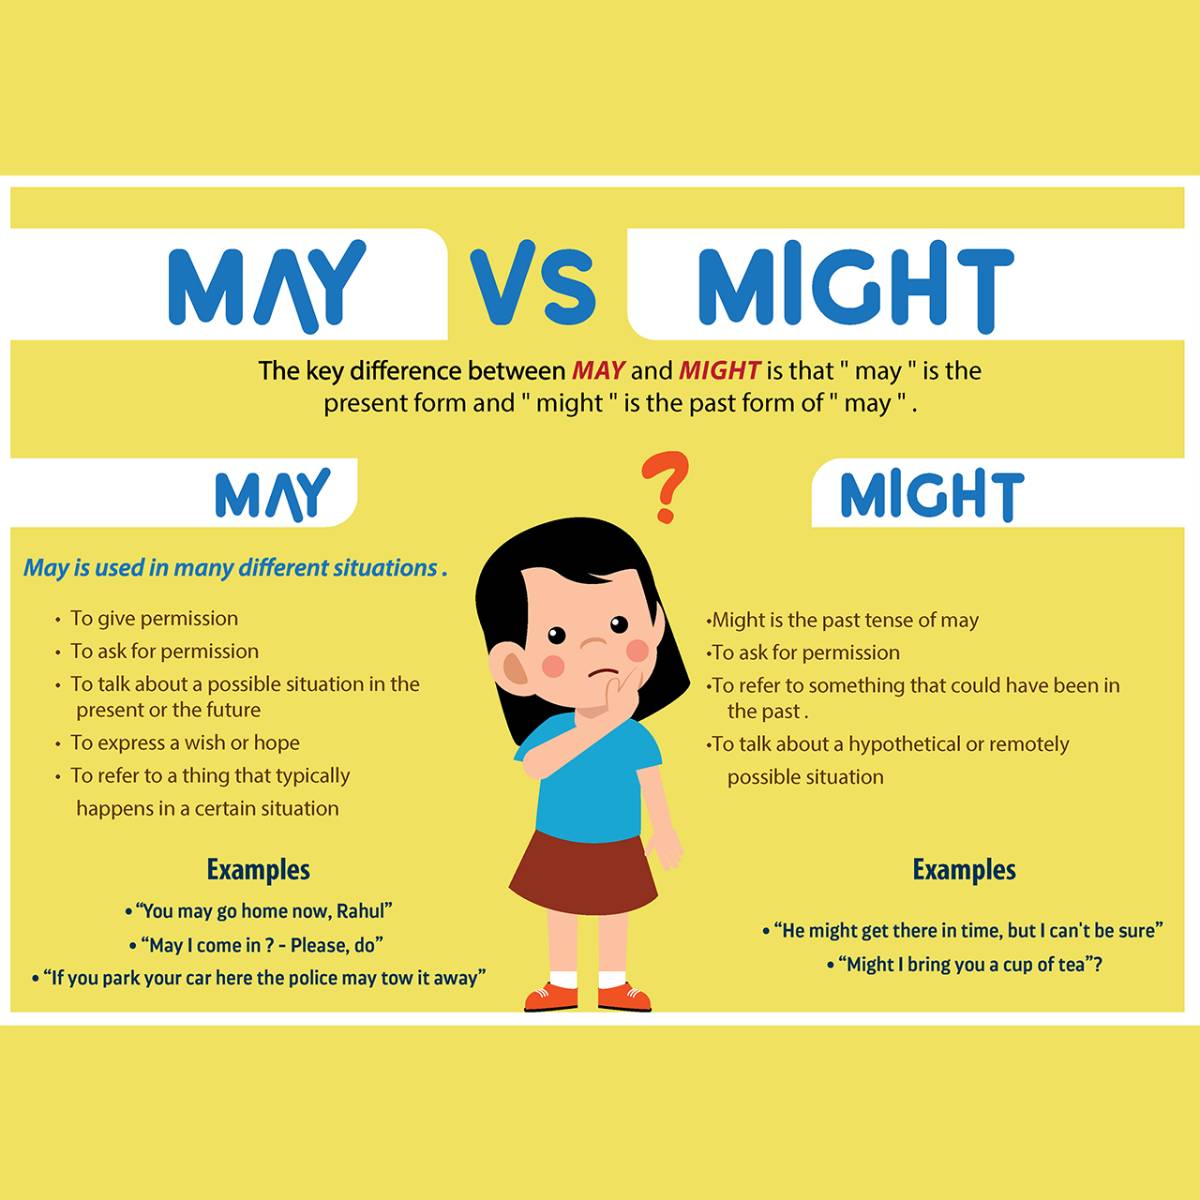 MAY VS MIGHT
The key difference between MAY and MIGHT is that " may " is the
present form and " might " is the past form of " may " .
?
MAY
May is used in many different situations .
• To give permission
• To ask for permission
• To talk about a possible situation in the
present or the future
• To express a wish or hope
• To refer to a thing that typically
happens in a certain situation
Examples
• “You may go home now, Rahul”
• “May I come in ? - Please, do”
• “If you park your car here the police may tow it away”
MIGHT
•Might is the past tense of may
•To ask for permission
•To refer to something that could have been in
the past .
•To talk about a hypothetical or remotely
possible situation
Examples
• “He might get there in time, but I can't be sure”
• “Might I bring you a cup of tea”?